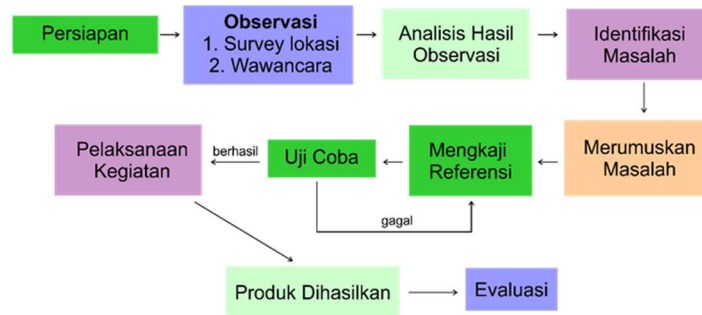 Persiapan
Observasi
1. Survey lokasi
2. Wawancara
Analisis Hasil
Observasi
Identifikasi
Masalah
Merumuskan
Masalah
Mengkaji
Referensi
Uji Coba
berhasil
gagal
Pelaksanaan
Kegiatan
Produk Dihasilkan
Evaluasi